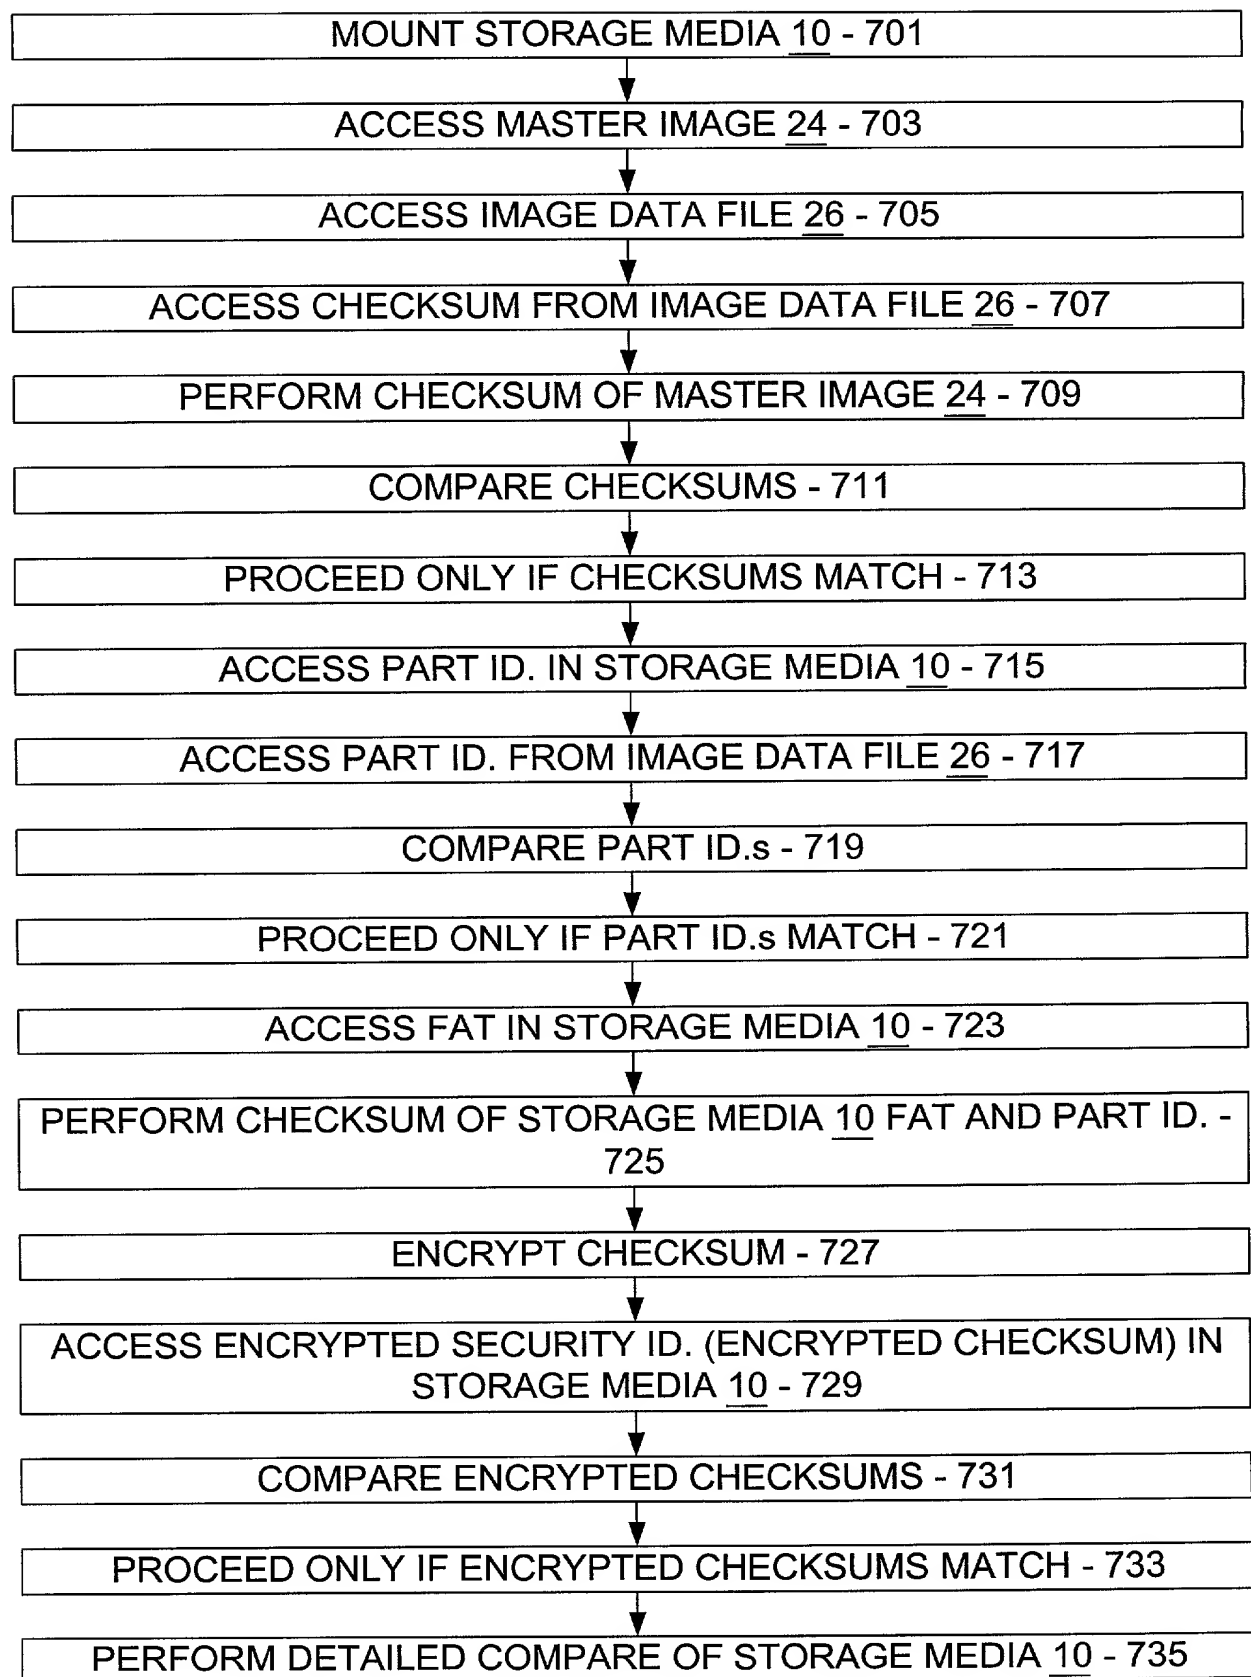 MOUNT STORAGE MEDIA 10 - 701
ACCESS MASTER IMAGE 24 - 703
ACCESS IMAGE DATA FILE 26 - 705
ACCESS CHECKSUM FROM IMAGE DATA FILE 26 - 707
PERFORM CHECKSUM OF MASTER IMAGE 24 - 709
COMPARE CHECKSUMS - 711
PROCEED ONLY IF CHECKSUMS MATCH - 713
ACCESS PART ID. IN STORAGE MEDIA 10 - 715
ACCESS PART ID. FROM IMAGE DATA FILE 26 - 717
COMPARE PART ID.s - 719
PROCEED ONLY IF PART ID.s MATCH - 721
ACCESS FAT IN STORAGE MEDIA 10 - 723
PERFORM CHECKSUM OF STORAGE MEDIA 10 FAT AND PART ID. -
725
ENCRYPT CHECKSUM - 727
ACCESS ENCRYPTED SECURITY ID. (ENCRYPTED CHECKSUM) IN
STORAGE MEDIA 10 - 729
COMPARE ENCRYPTED CHECKSUMS - 731
PROCEED ONLY IF ENCRYPTED CHECKSUMS MATCH - 733
PERFORM DETAILED COMPARE OF STORAGE MEDIA 10 - 735